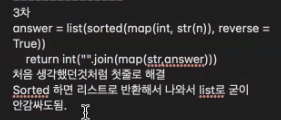 3차
answer = list(sorted(map(int, str(n)), reverse =
True))
return int("".join(map(str,answer)))
처음 생각했던것처럼 첫줄로 해결
Sorted 하면 리스트로 반환해서 나와서 list로 굳이
안감싸도됨.